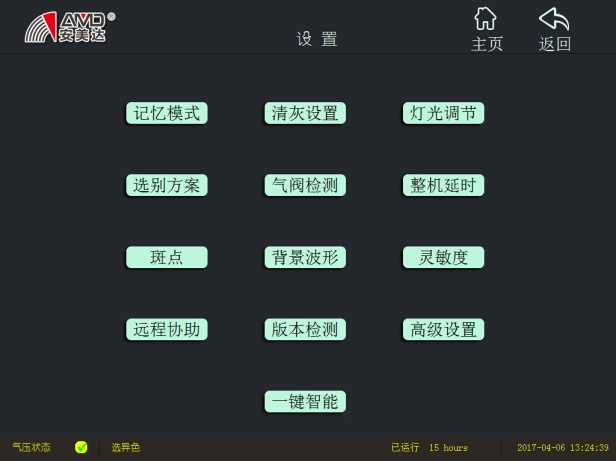 AMD®
安美达
设 置
主页
返回
记忆模式 清灰设置 灯光调节
选别方案 气阀检测 整机延时
斑点 背景波形 灵敏度
远程协助 版本检测 高级设置
一键智能
气压状态 选异色 已运行 15 hours 2017-04-06 13:24:39